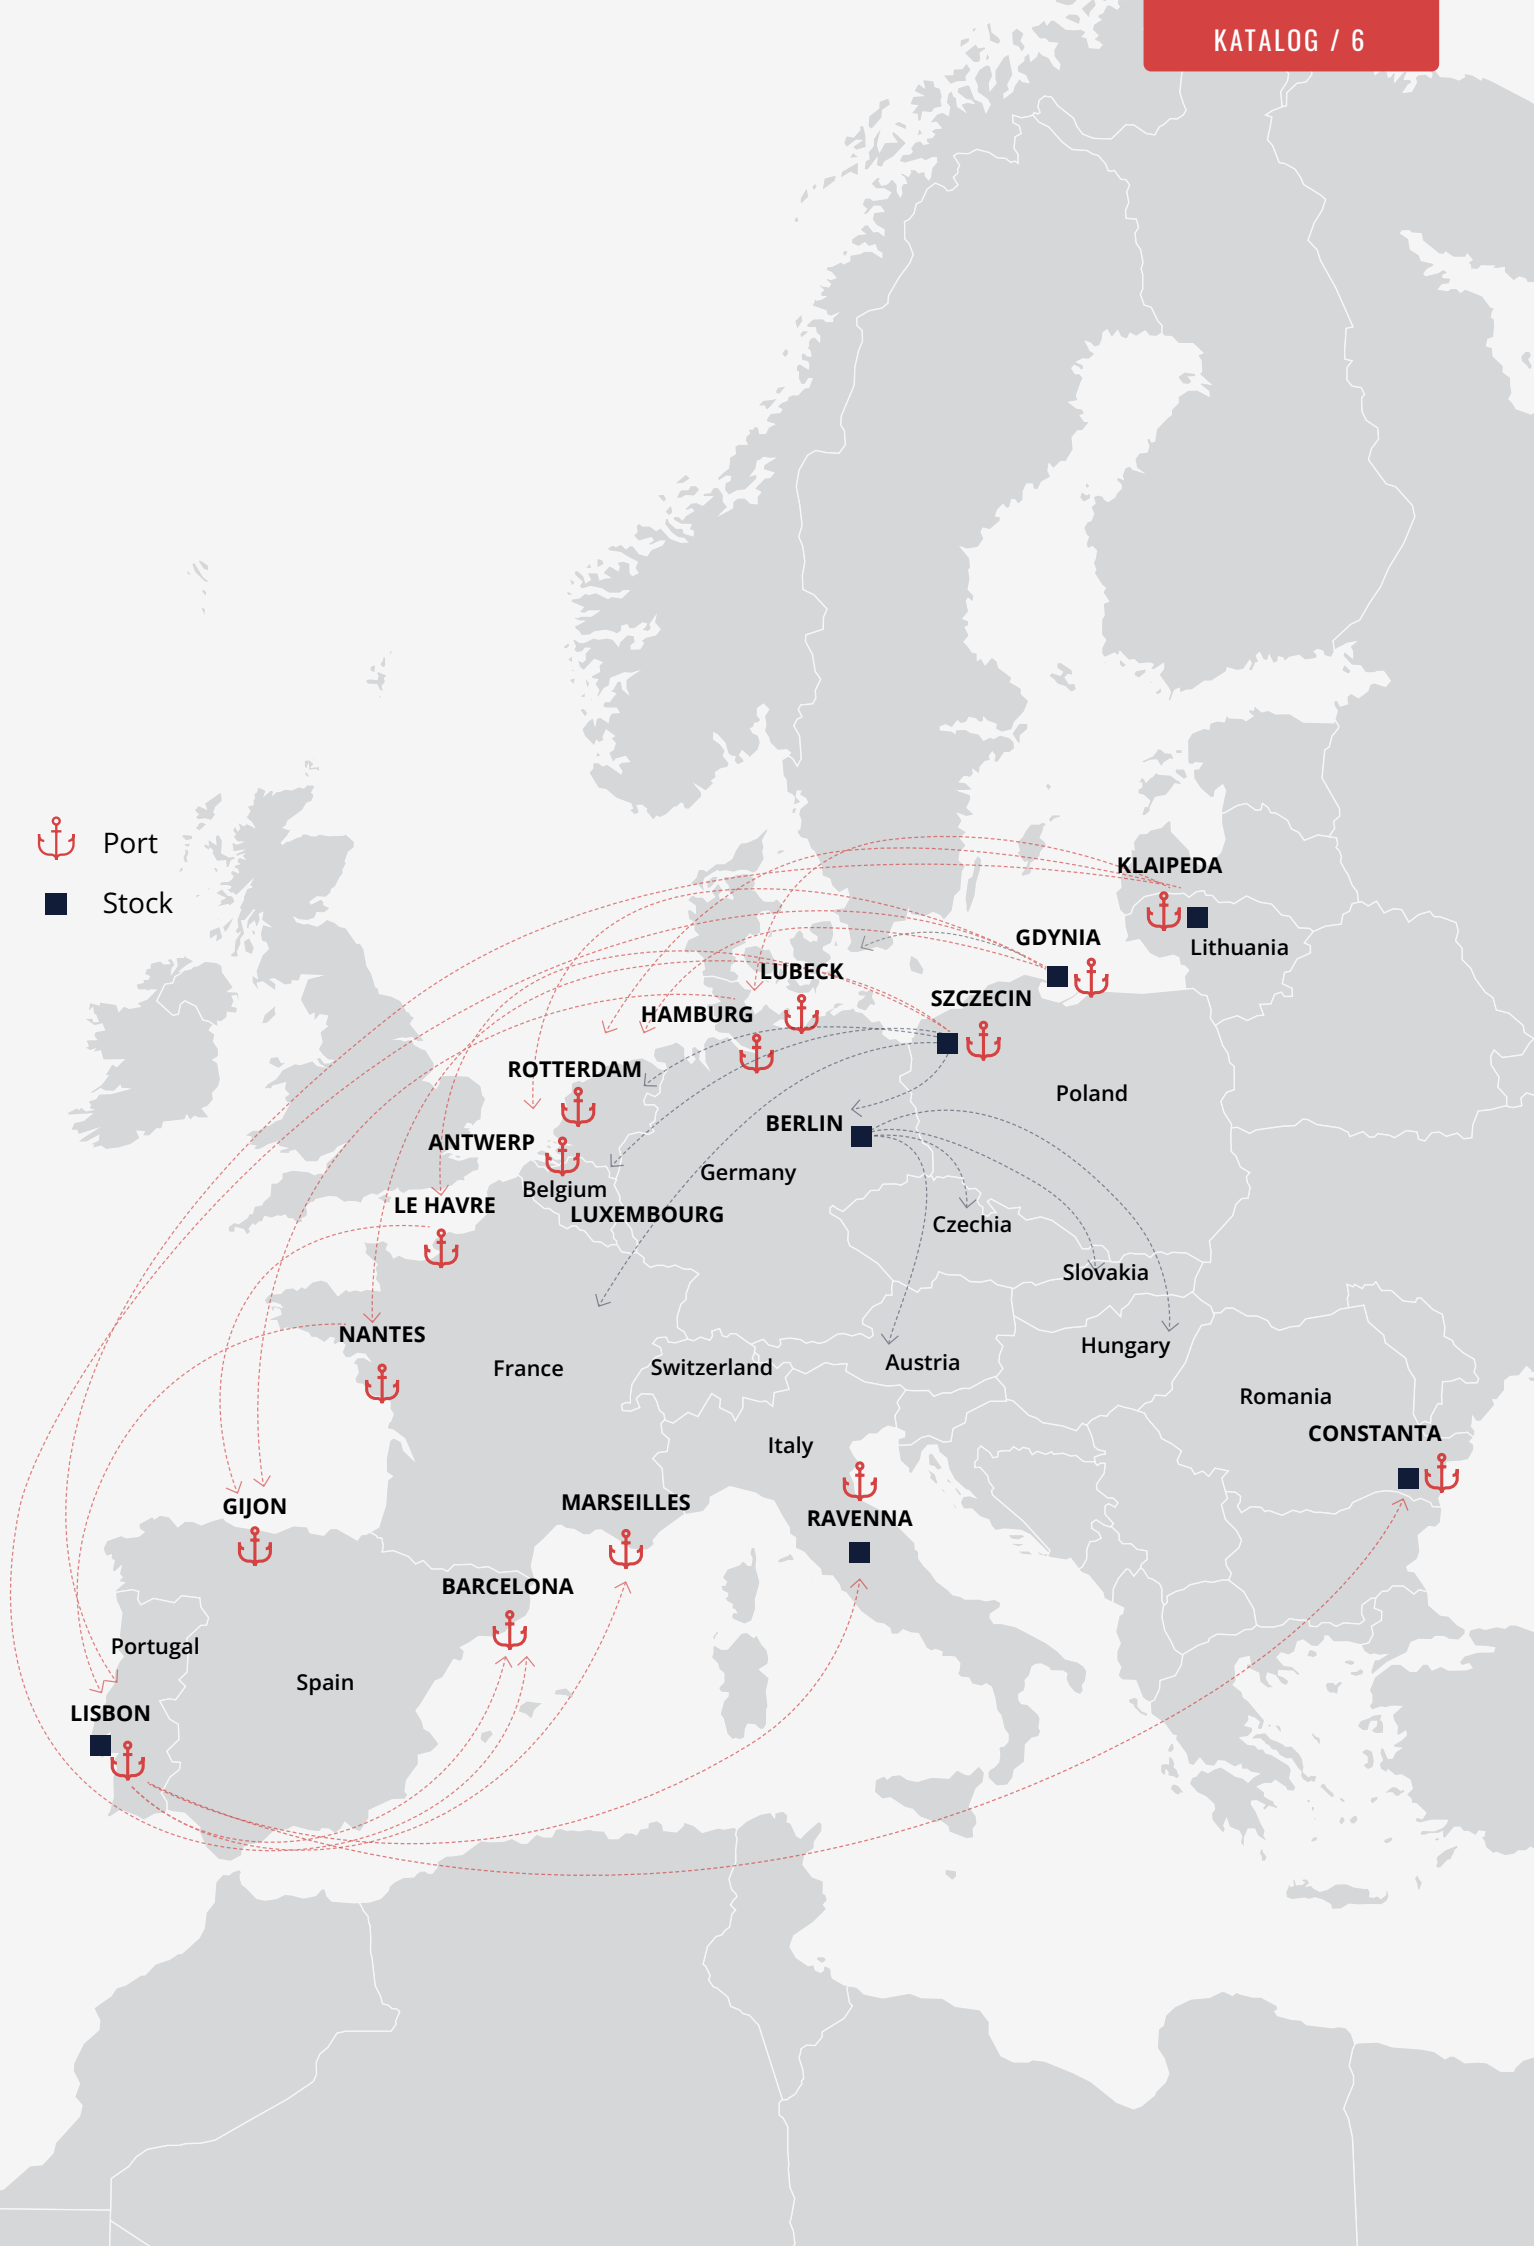 KATALOG / 6
Port
Stock
KLAIPEDA
Lithuania
GDYNIA
LUBECK
SZCZECIN
HAMBURG
ROTTERDAM
Poland
BERLIN
ANTWERP
Germany
Belgium
LE HAVRE
LUXEMBOURG
Czechia
Slovakia
NANTES
Hungary
France
Switzerland
Austria
Romania
CONSTANTA
Italy
MARSEILLES
GIJON
RAVENNA
BARCELONA
Portugal
Spain
LISBON